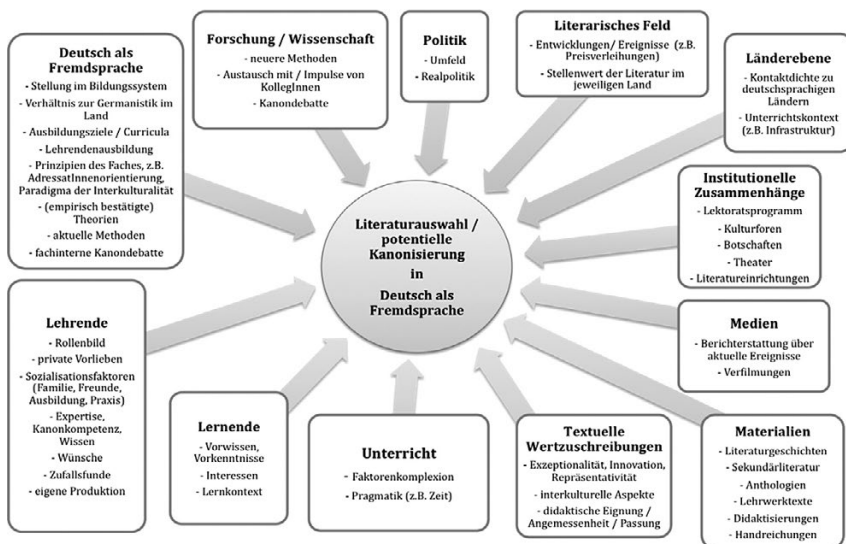 Deutsch als
Fremdsprache
- Stellung im Bildungssystem
- Verhältnis zur Germanistik im
Land
- Ausbildungsziele / Curricula
- Lehrendenausbildung
- Prinzipien des Faches, z.B.
AdressatInnenorientierung,
Paradigma der Interkulturalität
- (empirisch bestätigte)
Theorien
- aktuelle Methoden
- fachinterne Kanondebatte
Forschung / Wissenschaft
- neuere Methoden
- Austausch mit / Impulse von
KollegInnen
- Kanondebatte
Politik
- Umfeld
- Realpolitik
Literarisches Feld
- Entwicklungen/ Ereignisse (z.B.
Preisverleihungen)
- Stellenwert der Literatur im
jeweiligen Land
Länderebene
- Kontaktdichte zu
deutschsprachigen
Ländern
- Unterrichtskontext
(z.B. Infrastruktur)
Institutionelle
Zusammenhänge
- Lektoratsprogramm
- Kulturforen
- Botschaften
- Theater
- Literatureinrichtungen
Literaturauswahl /
potentielle
Kanonisierung
in
Deutsch als
Fremdsprache
Medien
- Berichterstattung über
aktuelle Ereignisse
- Verfilmungen
Lehrende
- Rollenbild
- private Vorlieben
- Sozialisationsfaktoren
(Familie, Freunde,
Ausbildung, Praxis)
- Expertise,
Kanonkompetenz,
Wissen
- Wünsche
- Zufallsfunde
- eigene Produktion
Lernende
- Vorwissen,
Vorkenntnisse
- Interessen
- Lernkontext
Unterricht
- Faktorenkomplexion
- Pragmatik (z.B. Zeit)
Textuelle
Wertzuschreibungen
- Exzeptionalität, Innovation,
Repräsentativität
- interkulturelle Aspekte
- didaktische Eignung /
Angemessenheit / Passung
Materialien
- Literaturgeschichten
- Sekundärliteratur
- Anthologien
- Lehrwerktexte
- Didaktisierungen
- Handreichungen